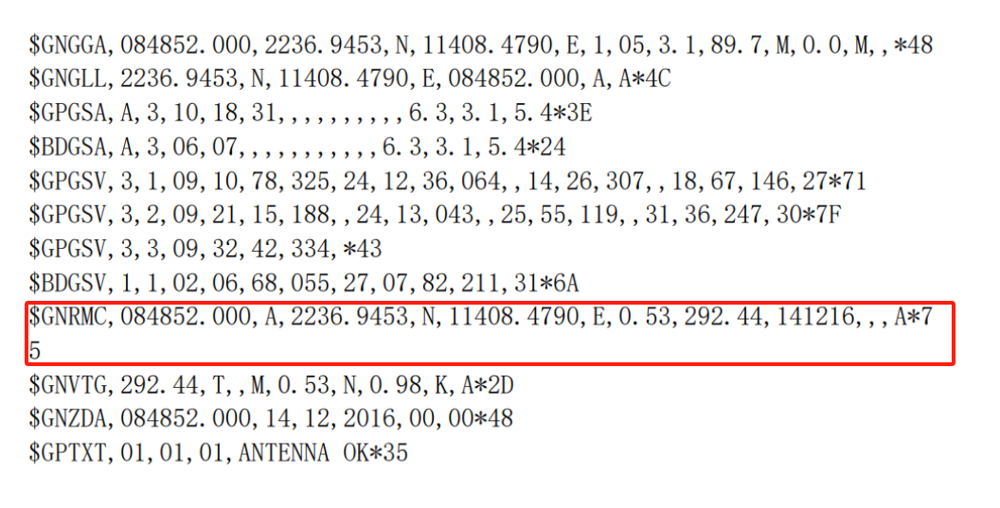 $GNGGA,084852.000,2236.9453,N,11408.4790,E,1,05,3.1,89.7,M,0.0,M,,*48
$GNGLL,2236.9453,N,11408.4790,E,084852.000,A,A*4C
$GPGSA,A,3,10,18,31,,,,,,,,,,6.3,3.1,5.4*3E
$BDGSA,A,3,06,07,,,,,,,,,,,6.3,3.1,5.4*24
$GPGSV,3,1,09,10,78,325,24,12,36,064,,14,26,307,,18,67,146,27*71
$GPGSV,3,2,09,21,15,188,,24,13,043,,25,55,119,,31,36,247,30*7F
$GPGSV,3,3,09,32,42,334,*43
$BDGSV,1,1,02,06,68,055,27,07,82,211,31*6A
$GNRMC,084852.000,A,2236.9453,N,11408.4790,E,0.53,292.44,141216,,,A*7
5
$GNVTG,292.44,T,,M,0.53,N,0.98,K,A*2D
$GNZDA,084852.000,14,12,2016,00,00*48
$GPTXT,01,01,01,ANTENNA OK*35